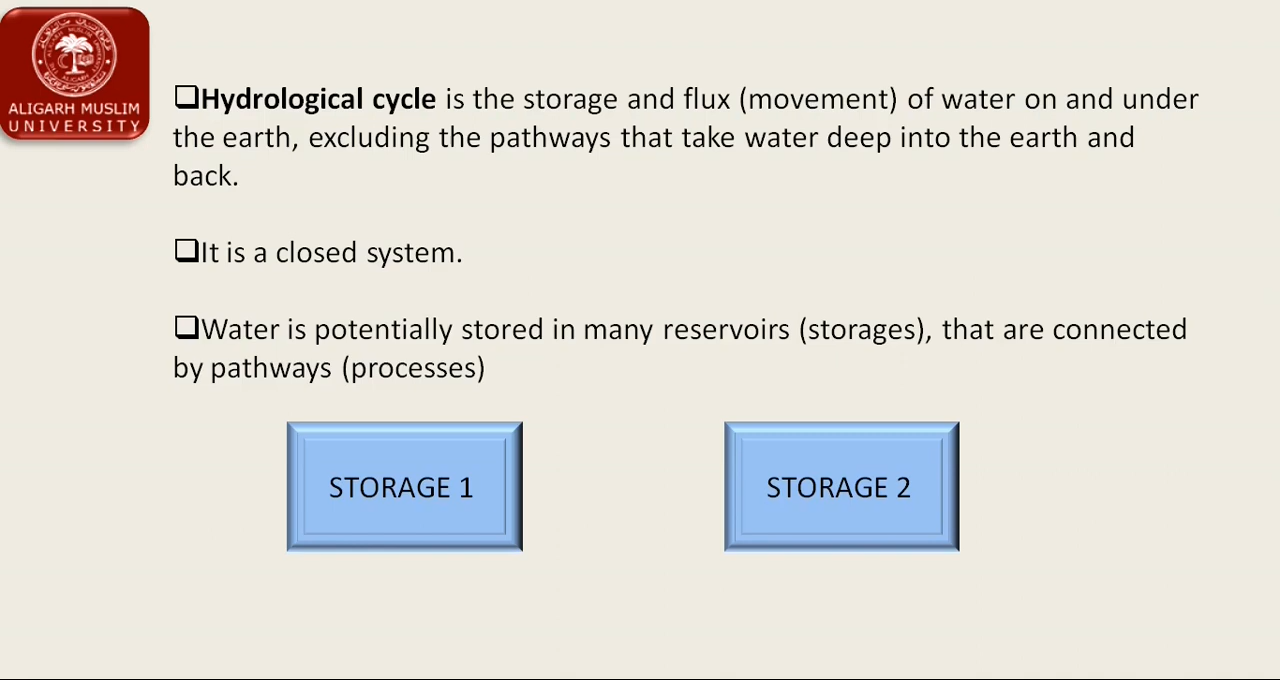 ALIGARH MUSLIM
UNIVERSITY
❑Hydrological cycle is the storage and flux (movement) of water on and under
the earth, excluding the pathways that take water deep into the earth and
back.
❑It is a closed system.
❑Water is potentially stored in many reservoirs (storages), that are connected
by pathways (processes)
STORAGE 1
STORAGE 2